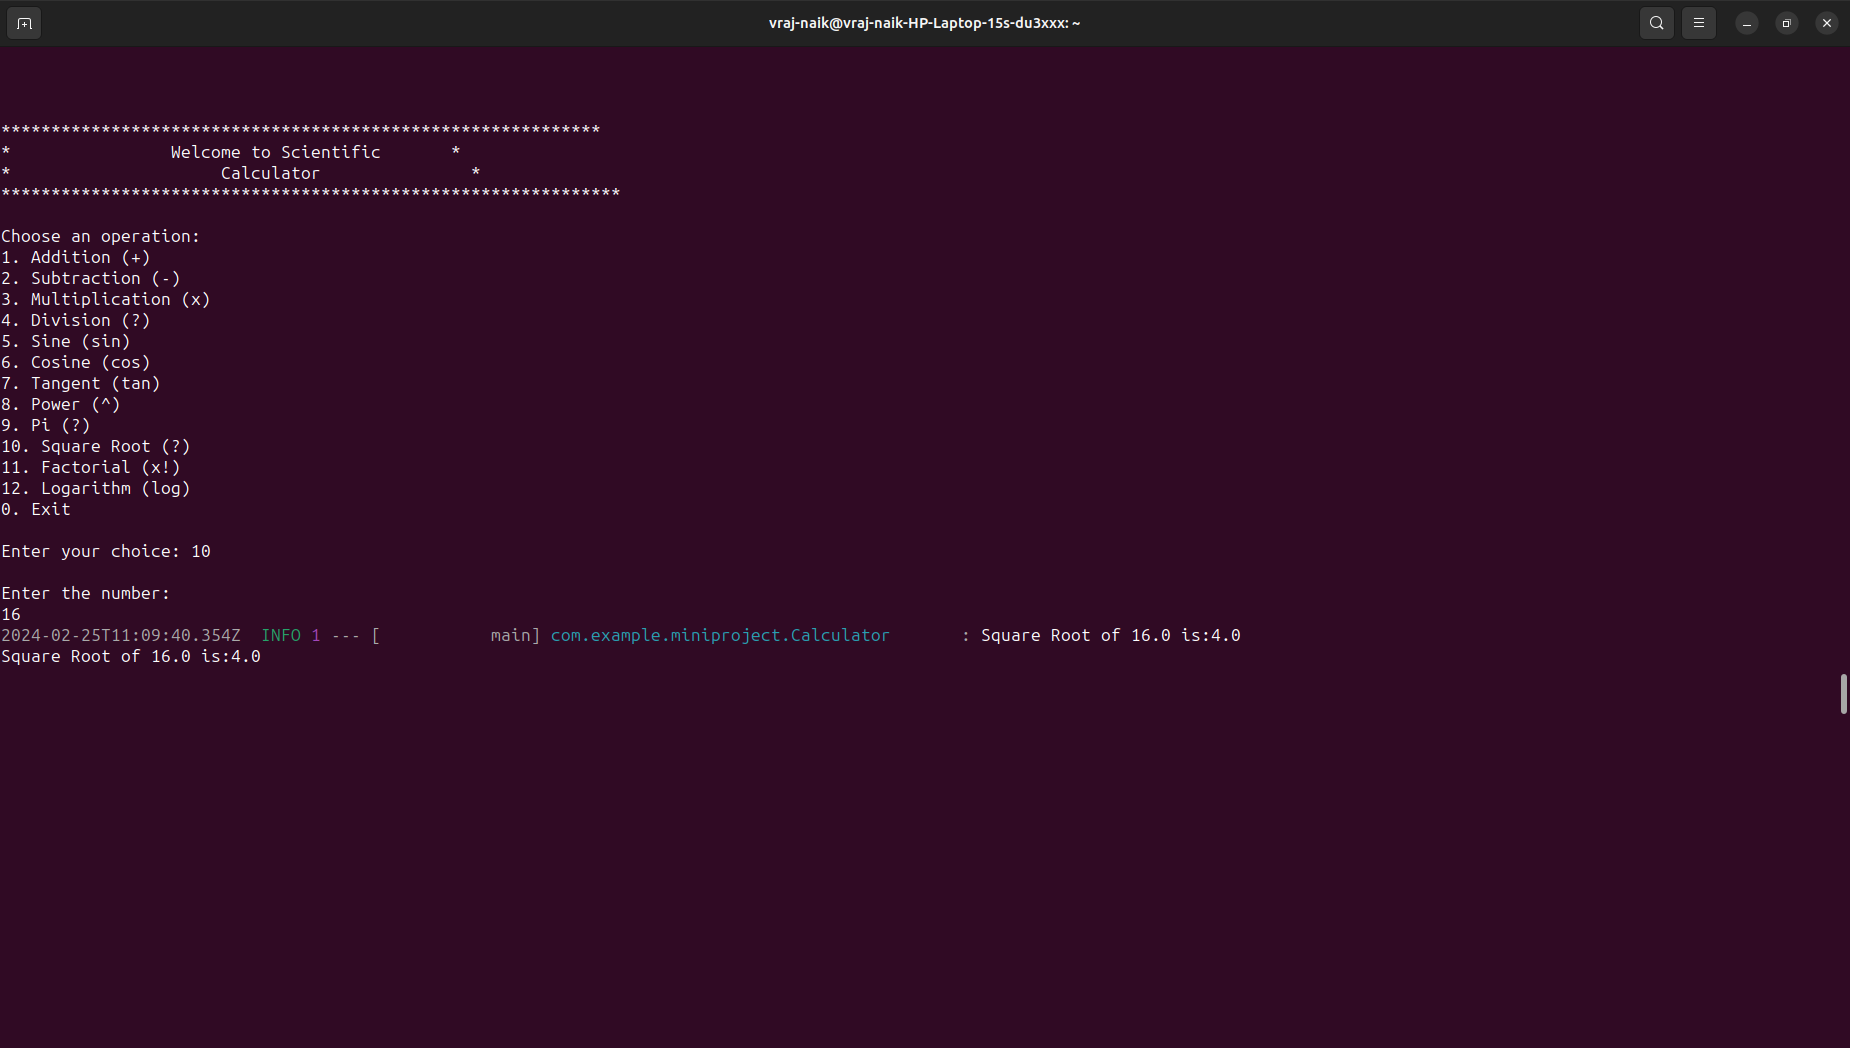 vraj-naik@vraj-naik-HP-Laptop-15s-du3xxx: ~
************************************************************
*                Welcome to Scientific       *
*                     Calculator               *
**************************************************************
Choose an operation:
1. Addition (+)
2. Subtraction (-)
3. Multiplication (x)
4. Division (?)
5. Sine (sin)
6. Cosine (cos)
7. Tangent (tan)
8. Power (^)
9. Pi (?)
10. Square Root (?)
11. Factorial (x!)
12. Logarithm (log)
0. Exit
Enter your choice: 10
Enter the number:
16
2024-02-25T11:09:40.354Z  INFO 1 --- [           main] com.example.miniproject.Calculator       : Square Root of 16.0 is:4.0
Square Root of 16.0 is:4.0